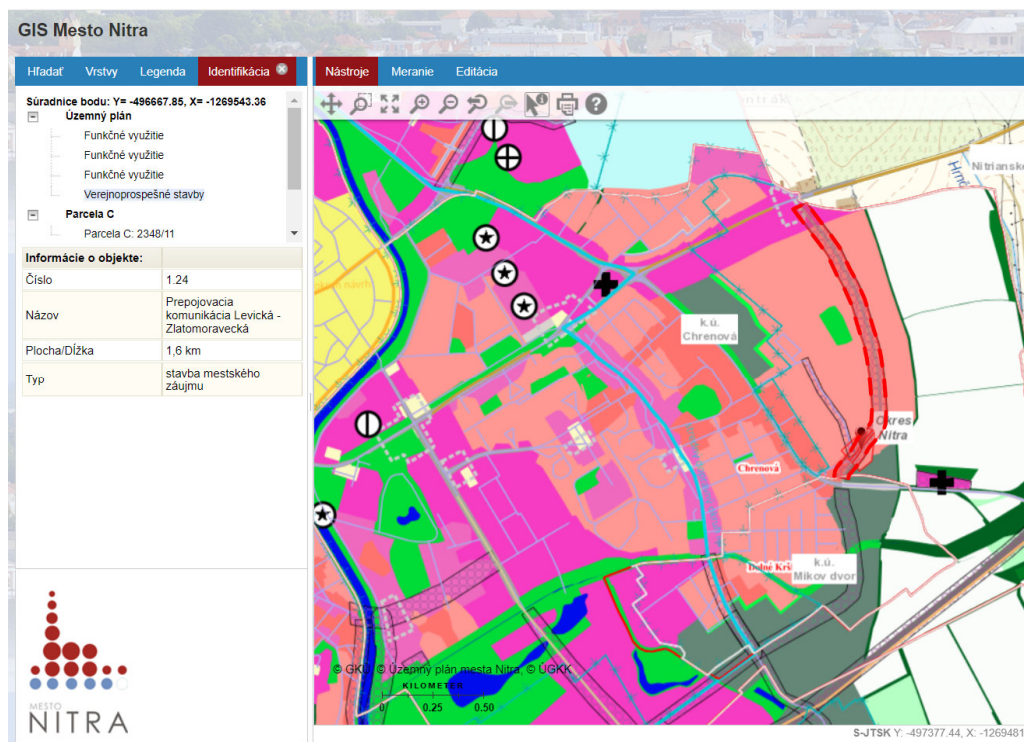 GIS Mesto Nitra
Hľadať Vrstvy Legenda Identifikácia Nástroje Meranie Editácia
Súradnice bodu: Y= -496667.85, X= -1269543.36
Územný plán
Funkčné využitie
Funkčné využitie
Funkčné využitie
Verejnoprospešné stavby
Parcela C
Parcela C: 2348/11
Informácie o objekte:
Číslo 1.24
Názov Prepojovacia
komunikácia Levická -
Zlatomoravecká
Plocha/Dĺžka 1,6 km
Typ stavba mestského
záujmu
MESTO
NITRA
Nitrianske
k.ú.
Chrenová
Okres
Nitra
Chrenová
k.ú.
Mikov dvor
© GKÚ, © Územný plán mesta Nitra, © ÚGKK
KILOMETER
0 0.25 0.50
S-JTSK Y: -497377.44, X: -1269481